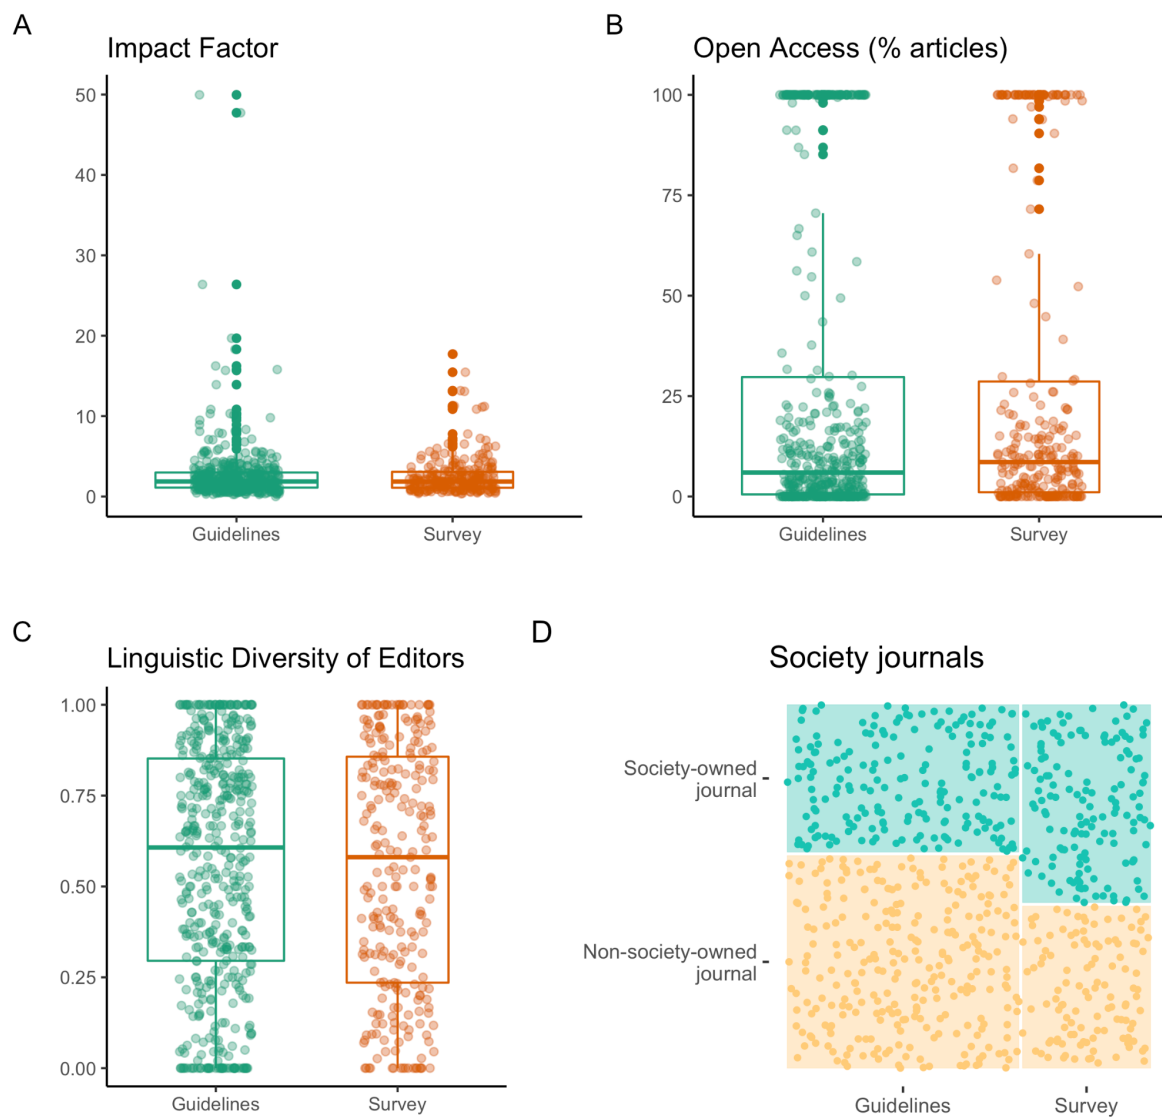 A
Impact Factor
50
40
30
20
10
0
Guidelines
Survey
B
Open Access (% articles)
100
75
50
25
0
Guidelines
Survey
C
Linguistic Diversity of Editors
1.00
0.75
0.50
0.25
0.00
Guidelines
Survey
D
Society journals
Society-owned
journal
Non-society-owned
journal
Guidelines
Survey